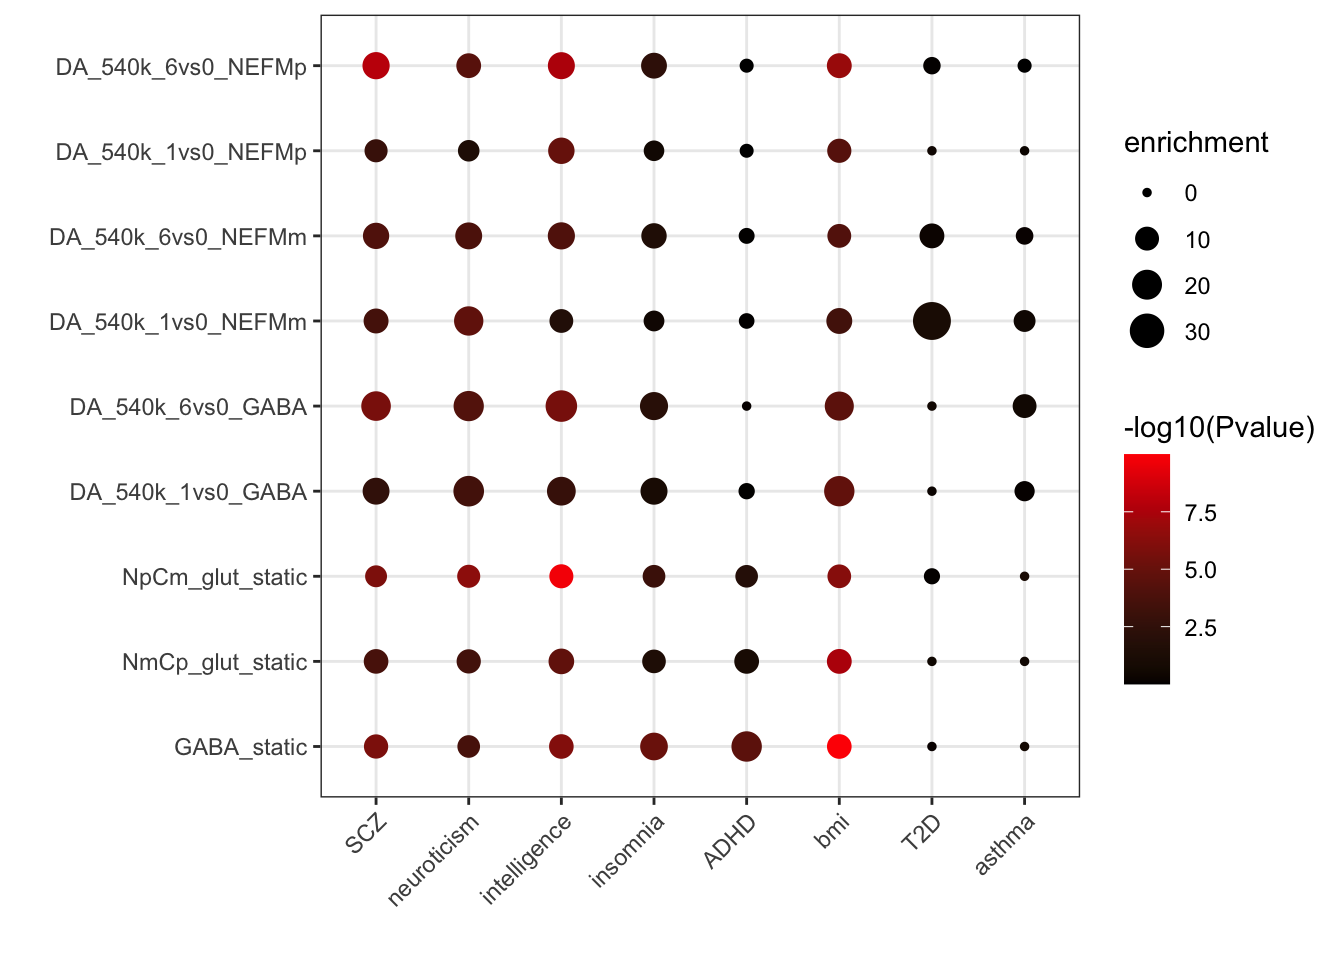 DA_540k_6vs0_NEFMp
DA_540k_1vs0_NEFMp
DA_540k_6vs0_NEFMm
DA_540k_1vs0_NEFMm
DA_540k_6vs0_GABA
DA_540k_1vs0_GABA
NpCm_glut_static
NmCp_glut_static
GABA_static
SCZ
neuroticism
intelligence
insomnia
ADHD
bmi
T2D
asthma
enrichment
0
10
20
30
-log10(Pvalue)
7.5
5.0
2.5